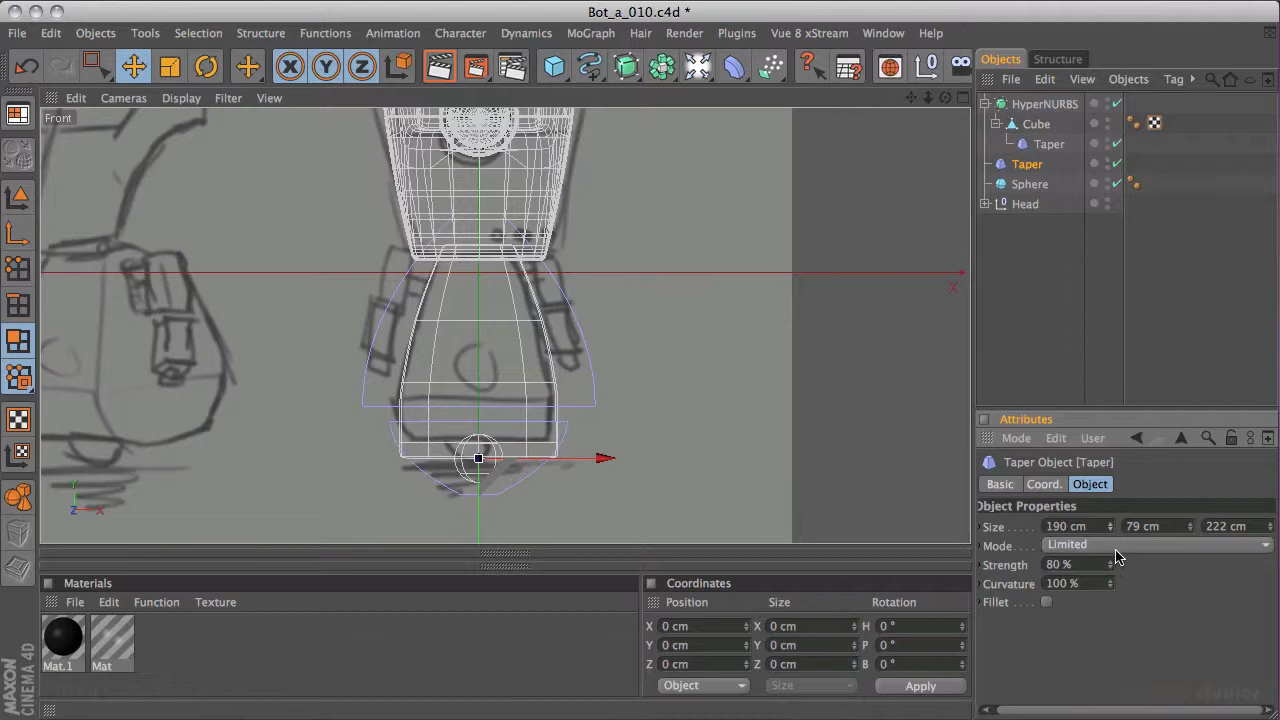 Bot_a_010.c4d *
File Edit Objects Tools Selection Structure Functions Animation Character Dynamics MoGraph Hair Render Plugins Vue 8 xStream Window Help
Objects Structure
File Edit View Objects Tag
Edit Cameras Display Filter View
Front
HyperNURBS
Cube
Taper
Taper
Sphere
0 Head
X
Y
Z X
Attributes
Mode Edit User
Taper Object [Taper]
Basic Coord. Object
Object Properties
Size 190 cm 79 cm 222 cm
Mode Limited
Strength 80 %
Curvature 100 %
Fillet
Materials
File Edit Function Texture
Mat.1 Mat
Coordinates
Position Size Rotation
X 0 cm X 0 cm H 0 °
Y 0 cm Y 0 cm P 0 °
Z 0 cm Z 0 cm B 0 °
Object Size Apply
MAXON
CINEMA 4D